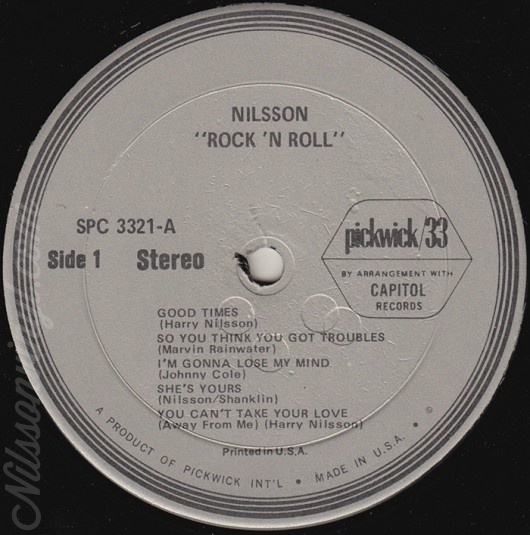 NILSSON
"ROCK 'N ROLL"
SPC 3321-A
Side 1 Stereo
pickwick/33
BY ARRANGEMENT WITH
CAPITOL
RECORDS
GOOD TIMES
(Harry Nilsson)
SO YOU THINK YOU GOT TROUBLES
(Marvin Rainwater)
I'M GONNA LOSE MY MIND
(Johnny Cole)
SHE'S YOURS
(Nilsson/Shanklin)
YOU CAN'T TAKE YOUR LOVE
(Away From Me) (Harry Nilsson)
Printed in U.S.A.
A PRODUCT OF PICKWICK INT'L • MADE IN U.S.A. • ©